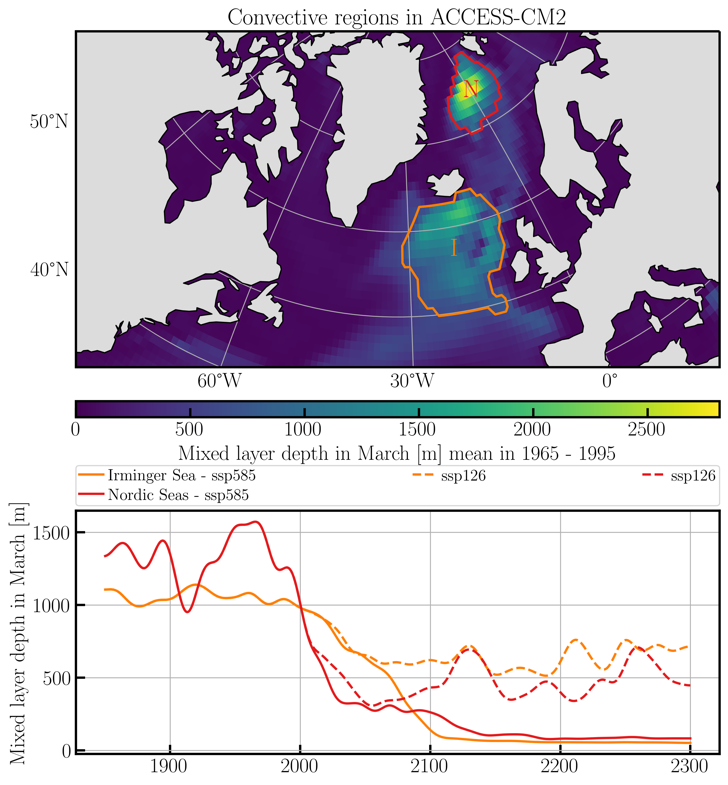 Convective regions in ACCESS-CM2
N
50°N
I
40°N
60°W 30°W 0°
0 500 1000 1500 2000 2500
Mixed layer depth in March [m] mean in 1965 - 1995
Irminger Sea - ssp585 ssp126 ssp126
Nordic Seas - ssp585
Mixed layer depth in March [m]
1500
1000
500
0
1900 2000 2100 2200 2300